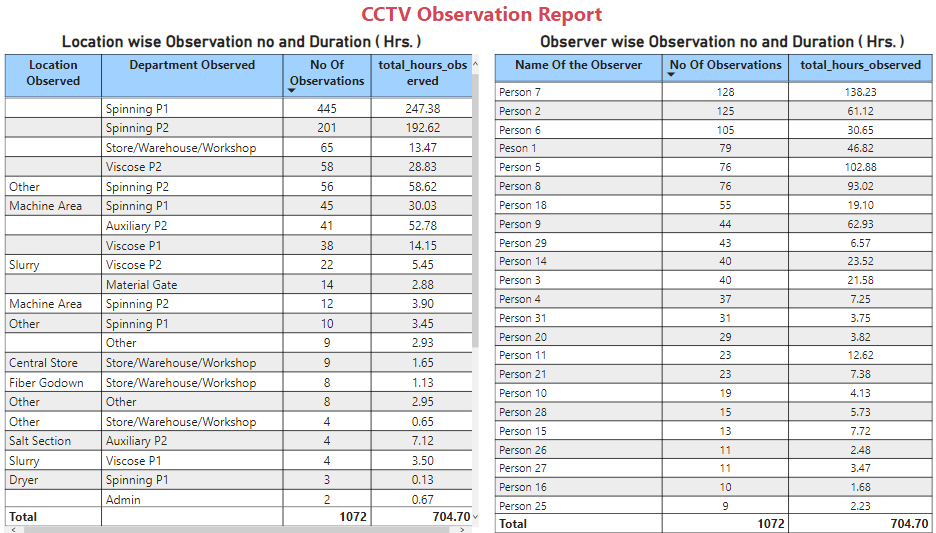 CCTV Observation Report
Location wise Observation no and Duration ( Hrs. )
Location Observed Department Observed No Of Observations total_hours_observed
Spinning P1 445 247.38
Spinning P2 201 192.62
Store/Warehouse/Workshop 65 13.47
Viscose P2 58 28.83
Other Spinning P2 56 58.62
Machine Area Spinning P1 45 30.03
Auxiliary P2 41 52.78
Viscose P1 38 14.15
Slurry Viscose P2 22 5.45
Material Gate 14 2.88
Machine Area Spinning P2 12 3.90
Other Spinning P1 10 3.45
Other 9 2.93
Central Store Store/Warehouse/Workshop 9 1.65
Fiber Godown Store/Warehouse/Workshop 8 1.13
Other Other 8 2.95
Other Store/Warehouse/Workshop 4 0.65
Salt Section Auxiliary P2 4 7.12
Slurry Viscose P1 4 3.50
Dryer Spinning P1 3 0.13
Admin 2 0.67
Total 1072 704.70
Observer wise Observation no and Duration ( Hrs. )
Name Of the Observer No Of Observations total_hours_observed
Person 7 128 138.23
Person 2 125 61.12
Person 6 105 30.65
Peson 1 79 46.82
Person 5 76 102.88
Person 8 76 93.02
Person 18 55 19.10
Person 9 44 62.93
Person 29 43 6.57
Person 14 40 23.52
Person 3 40 21.58
Person 4 37 7.25
Person 31 31 3.75
Person 20 29 3.82
Person 11 23 12.62
Person 21 23 7.38
Person 10 19 4.13
Person 28 15 5.73
Person 15 13 7.72
Person 26 11 2.48
Person 27 11 3.47
Person 16 10 1.68
Person 25 9 2.23
Total 1072 704.70